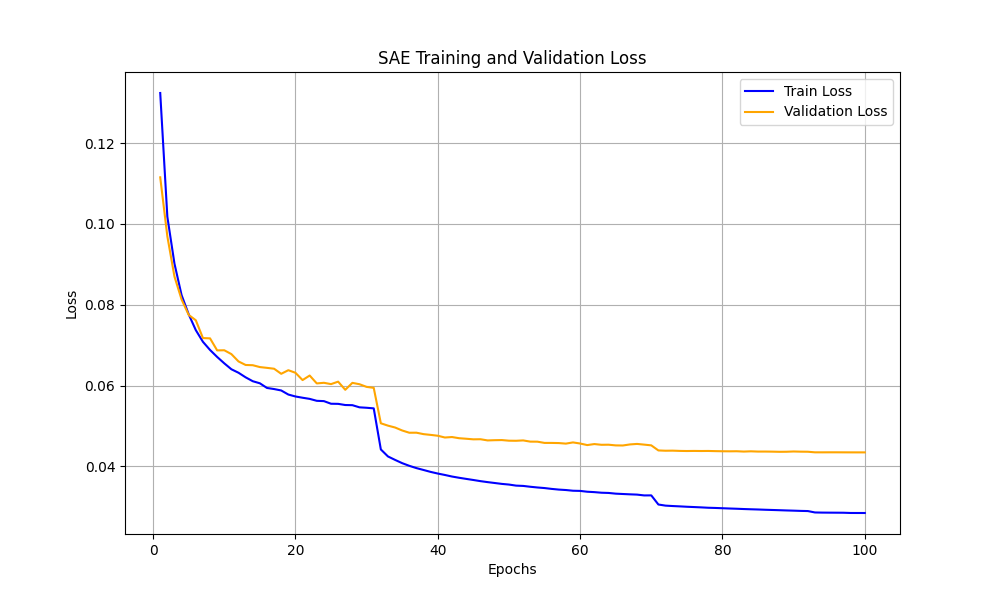 SAE Training and Validation Loss
Train Loss
Validation Loss
0.12
0.10
0.08
0.06
0.04
Loss
0 20 40 60 80 100
Epochs